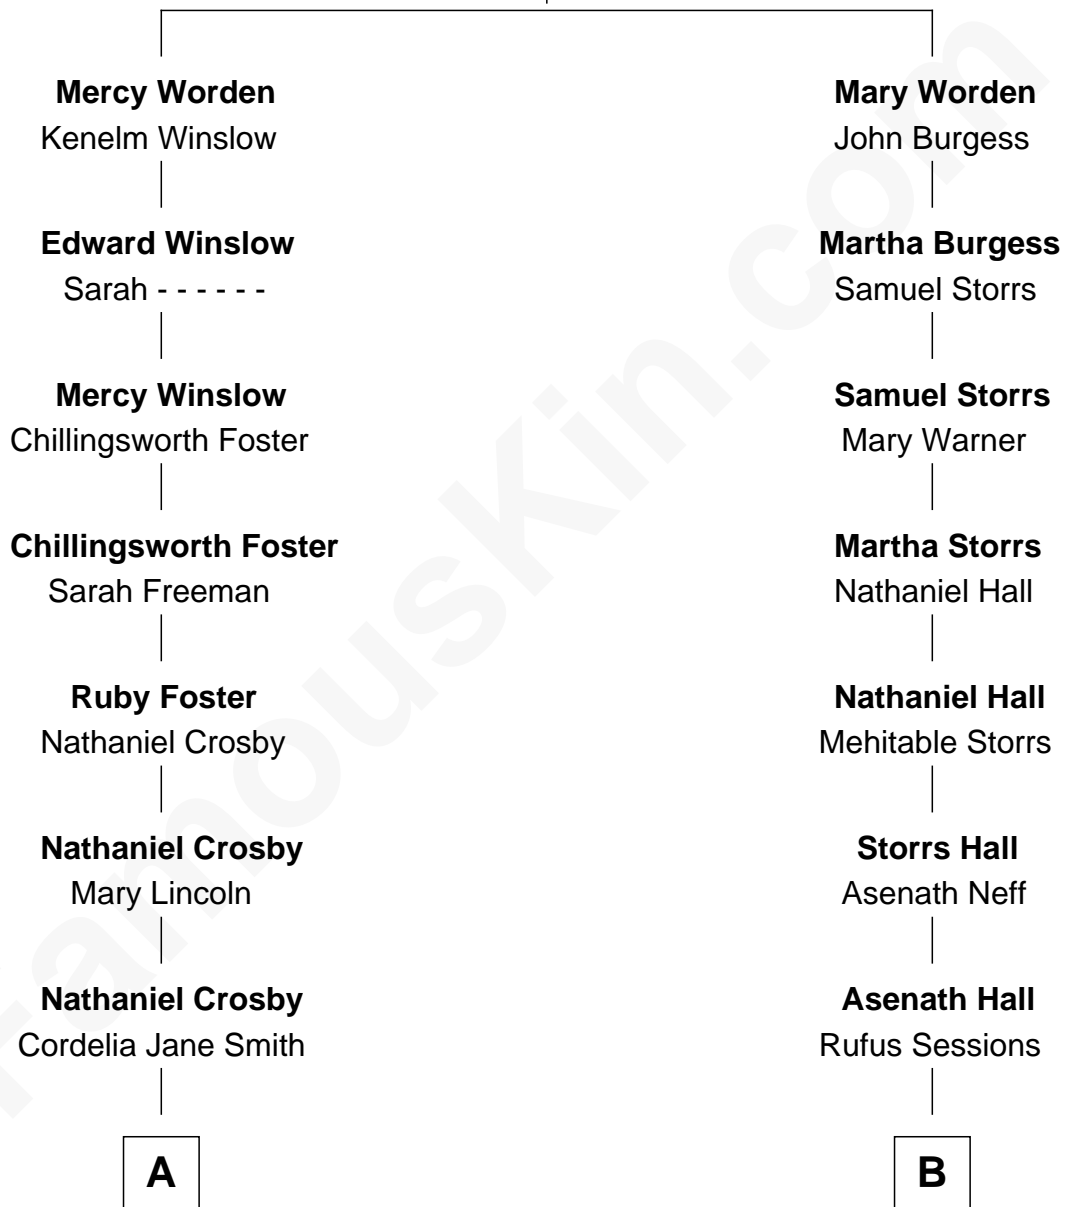 Mercy Worden
Kenelm Winslow
Edward Winslow
Sarah - - - - - -
Mercy Winslow
Chillingsworth Foster
Chillingsworth Foster
Sarah Freeman
Ruby Foster
Nathaniel Crosby
Nathaniel Crosby
Mary Lincoln
Nathaniel Crosby
Cordelia Jane Smith
A
Mary Worden
John Burgess
Martha Burgess
Samuel Storrs
Samuel Storrs
Mary Warner
Martha Storrs
Nathaniel Hall
Nathaniel Hall
Mehitable Storrs
Storrs Hall
Asenath Neff
Asenath Hall
Rufus Sessions
B
FamousKin.com